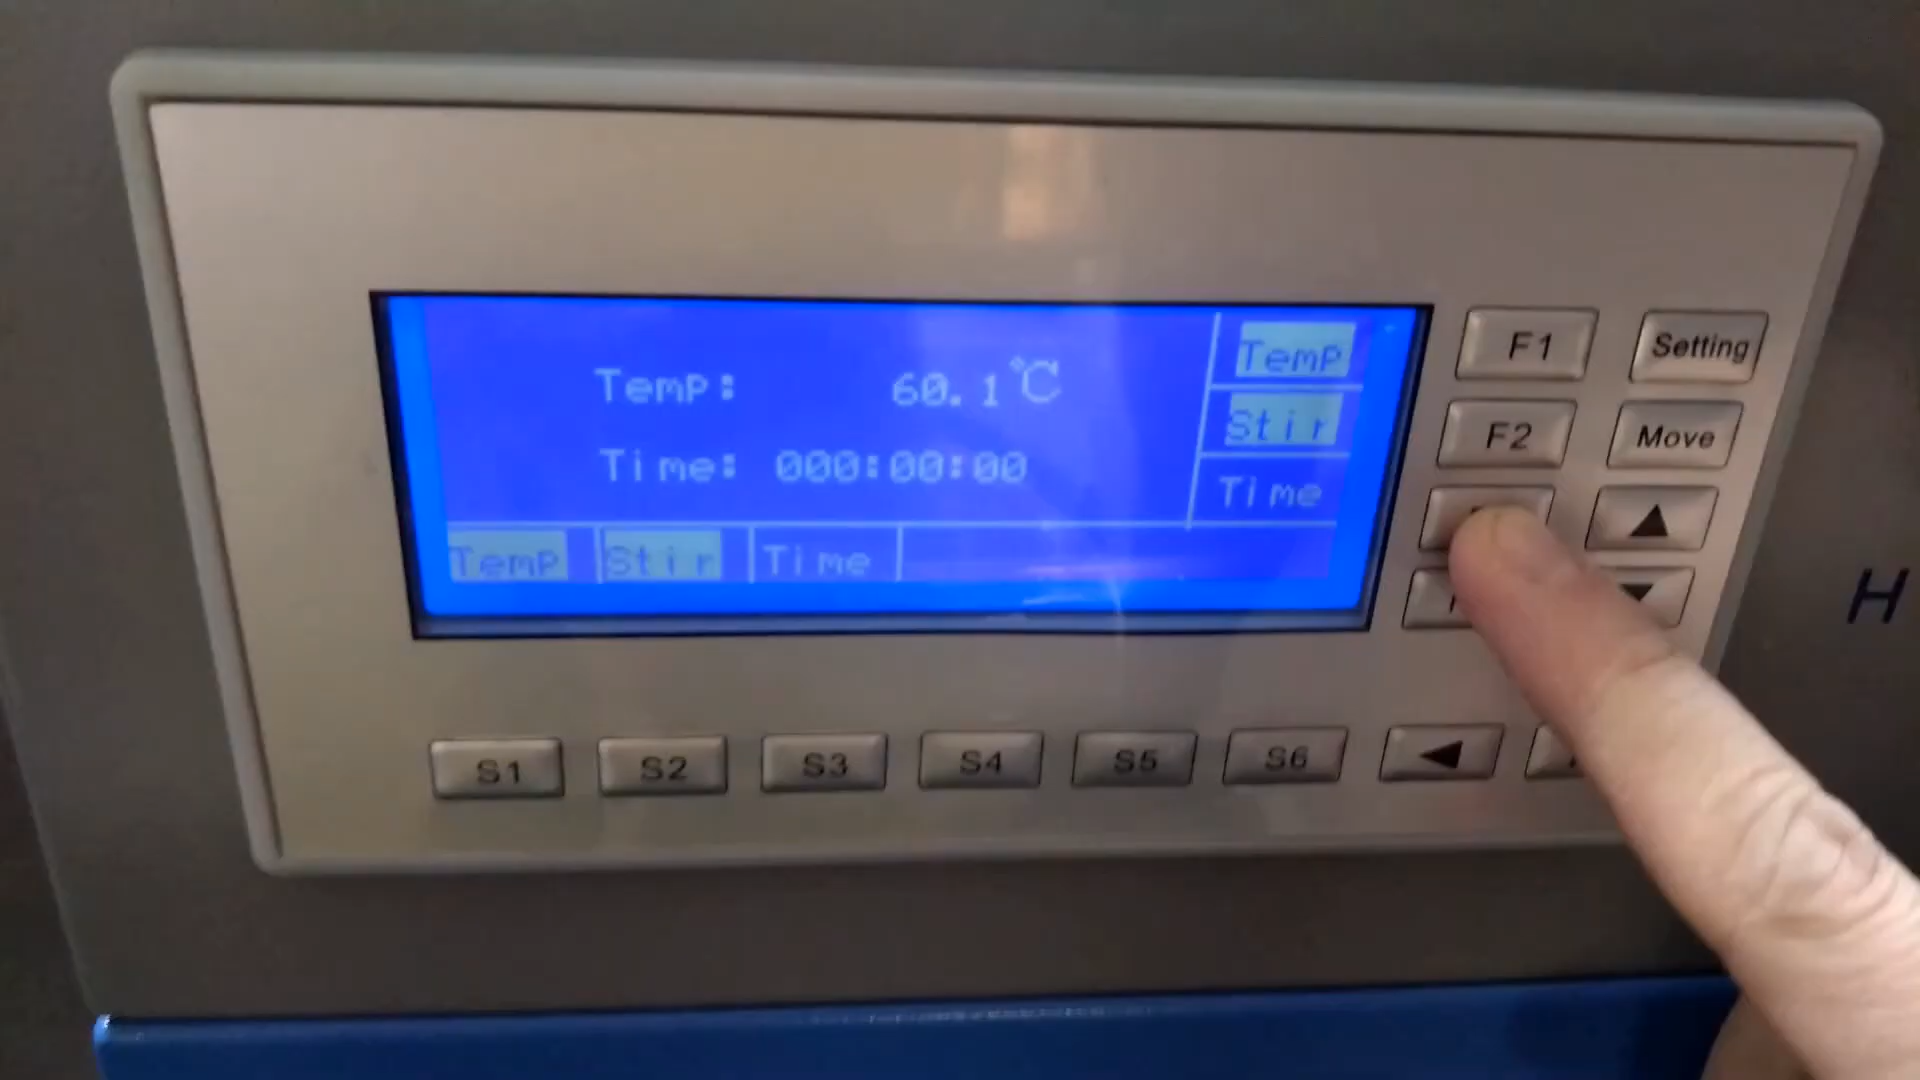 Temp: 60.1°C
Time: 000:00:00
Temp
Stir
Time
Temp Stir Time
F1 Setting
F2 Move
S1 S2 S3 S4 S5 S6
H